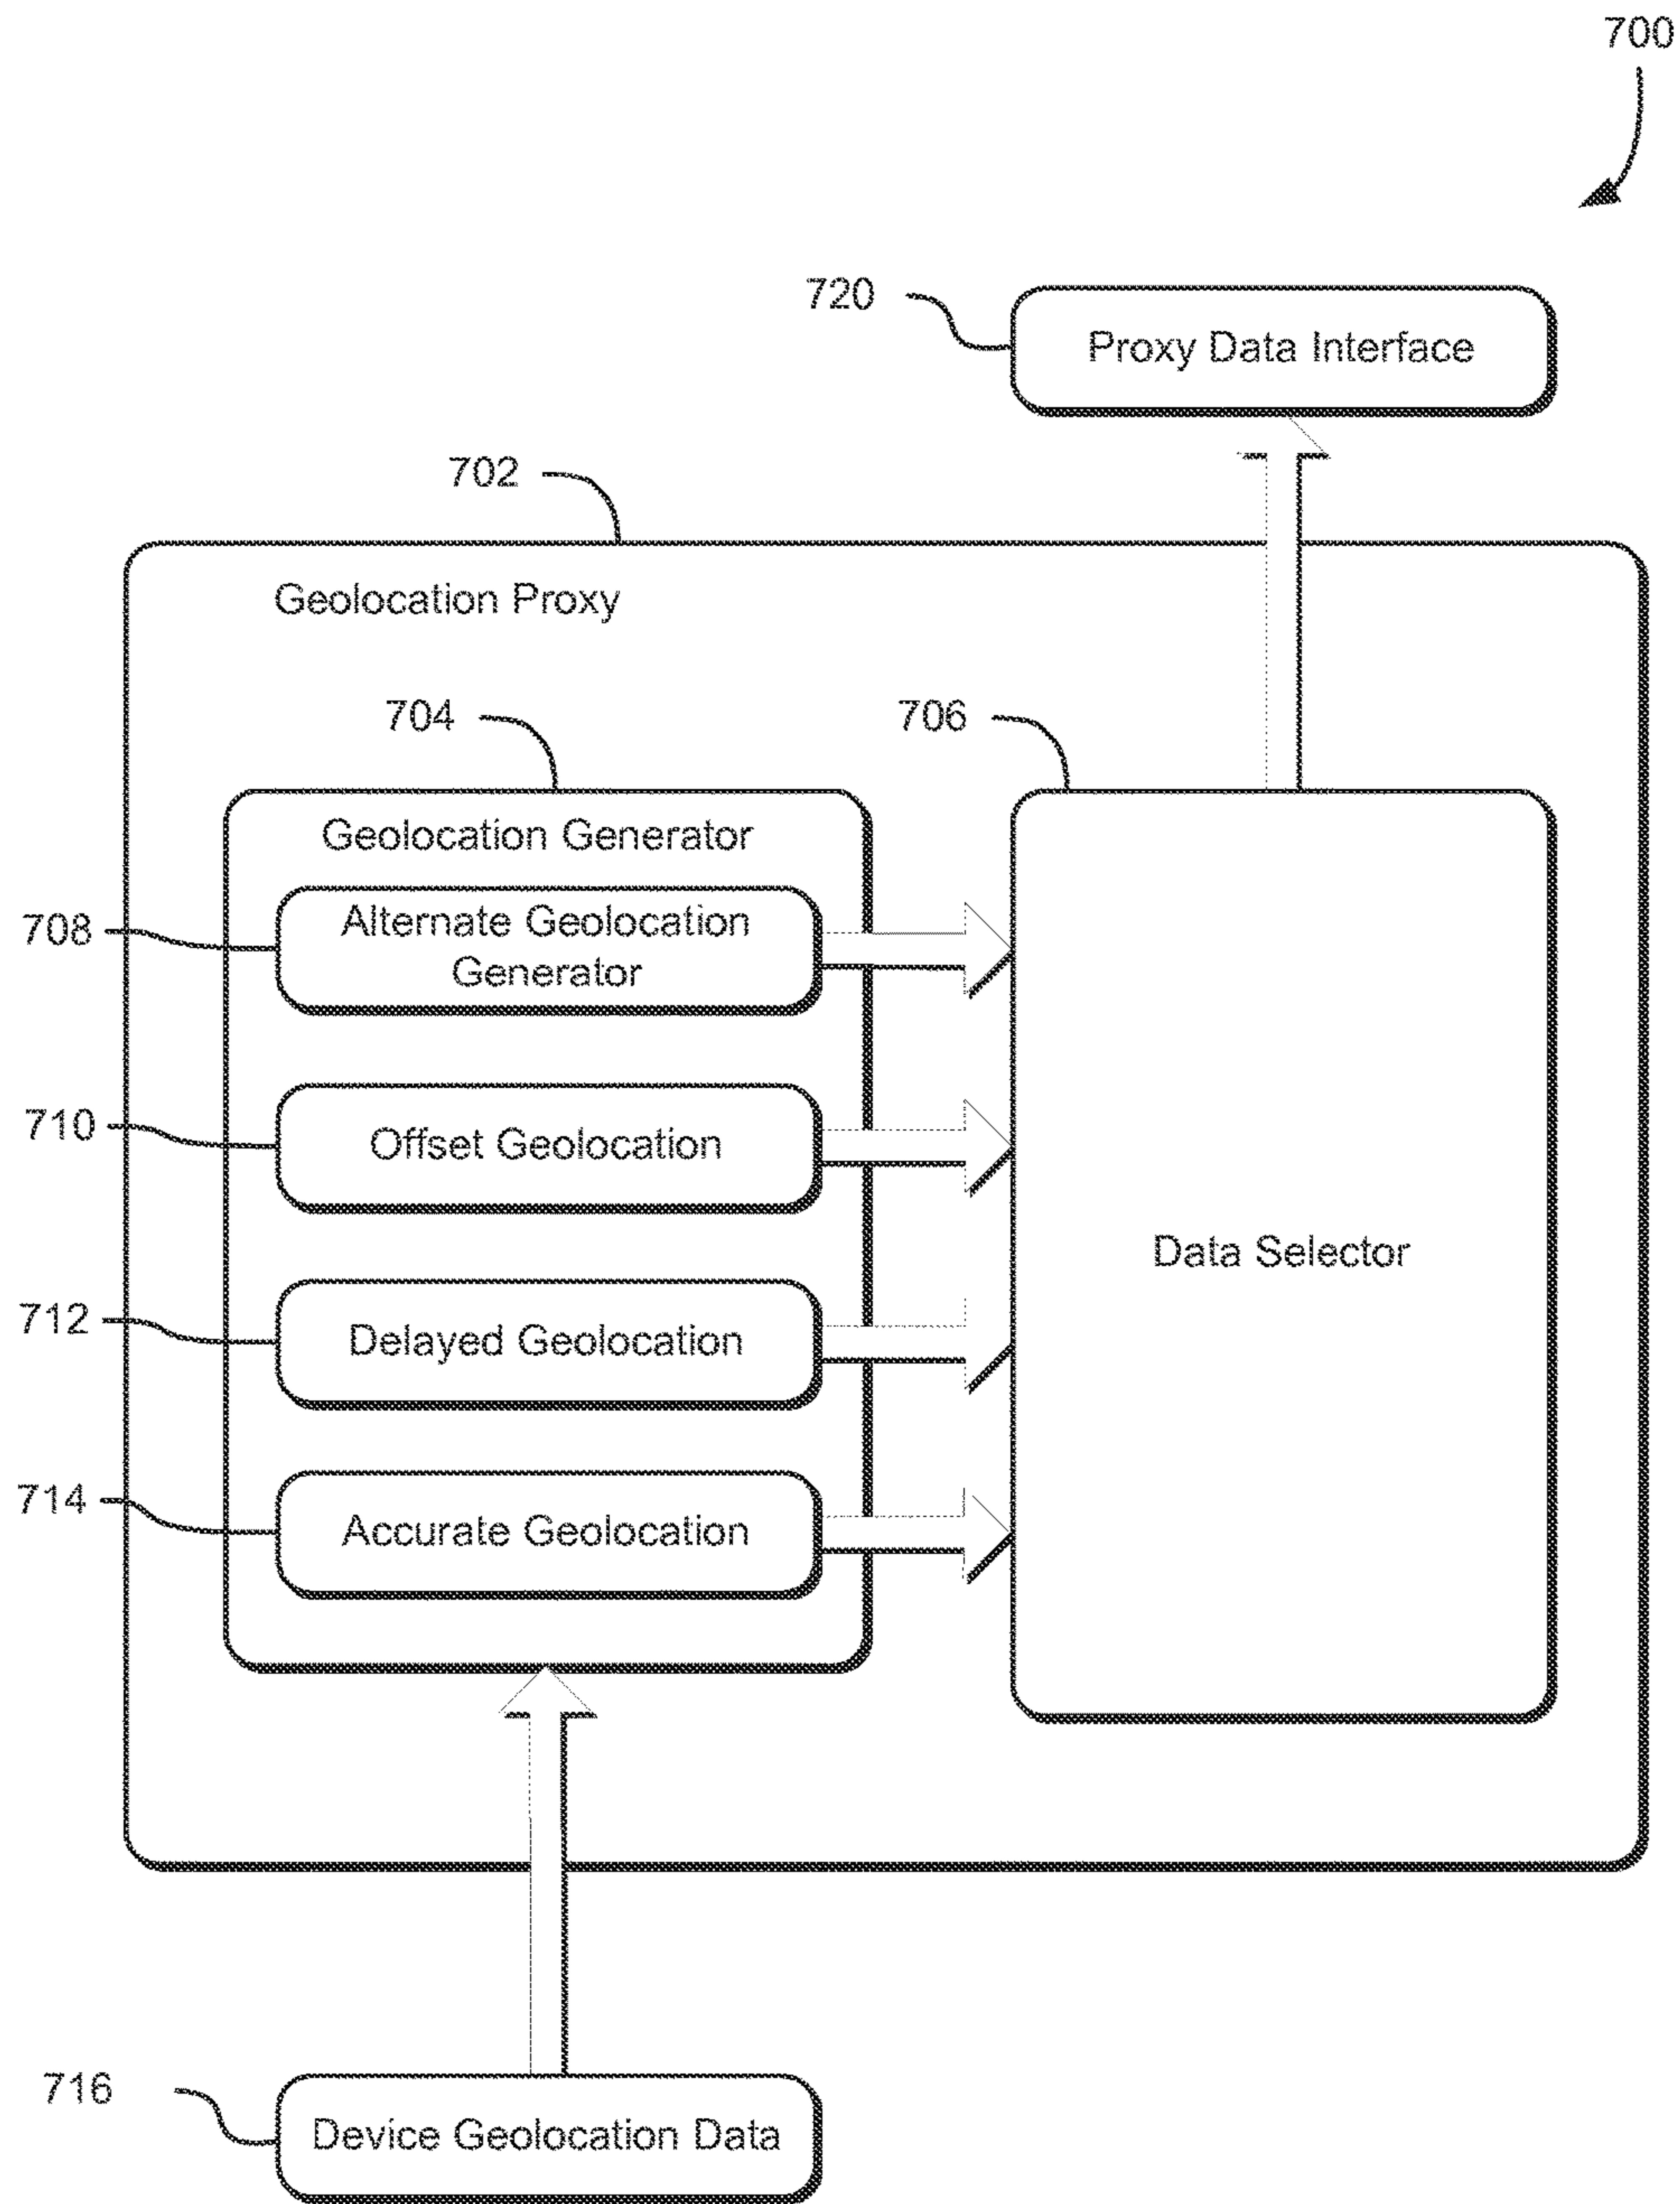 700
720
Proxy Data Interface
702
Geolocation Proxy
704
706
Geolocation Generator
708
Alternate Geolocation
Generator
710
Offset Geolocation
Data Selector
712
Delayed Geolocation
714
Accurate Geolocation
716
Device Geolocation Data